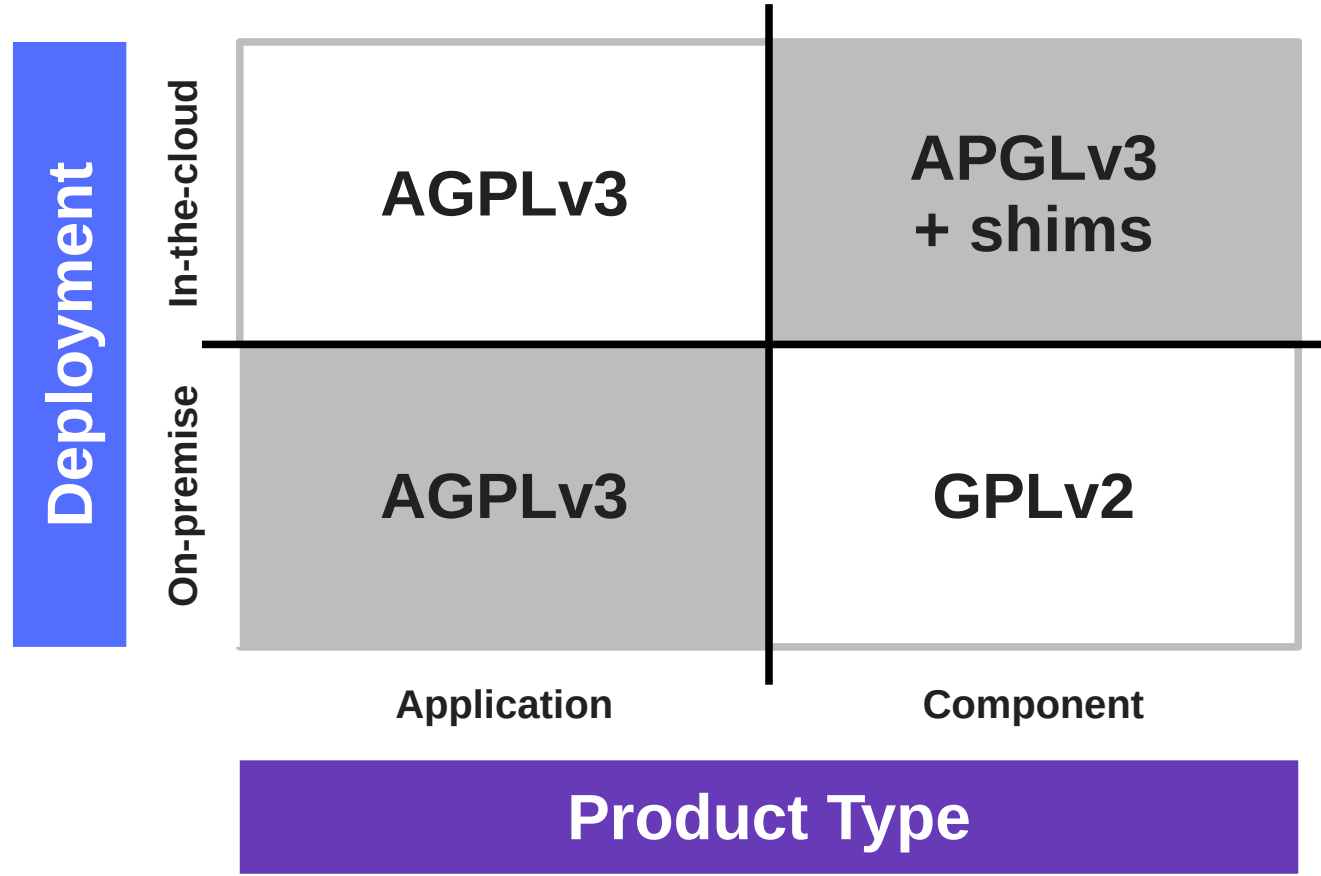 Deployment
In-the-cloud
AGPLv3
APGLv3
+ shims
On-premise
AGPLv3
GPLv2
Application
Component
Product Type